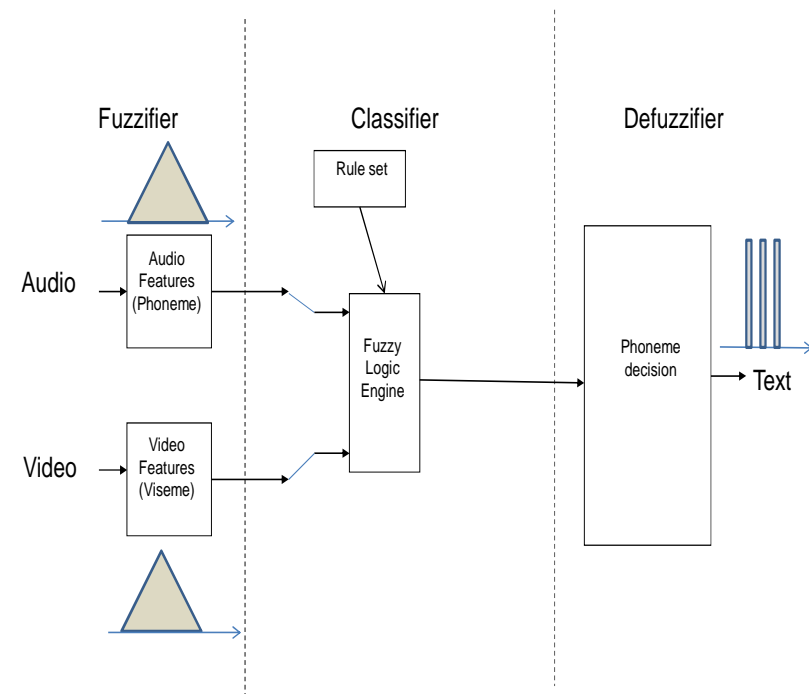 Fuzzifier
Classifier
Defuzzifier
Rule set
Audio
Audio
Features
(Phoneme)
Fuzzy
Logic
Engine
Phoneme
decision
Text
Video
Video
Features
(Viseme)